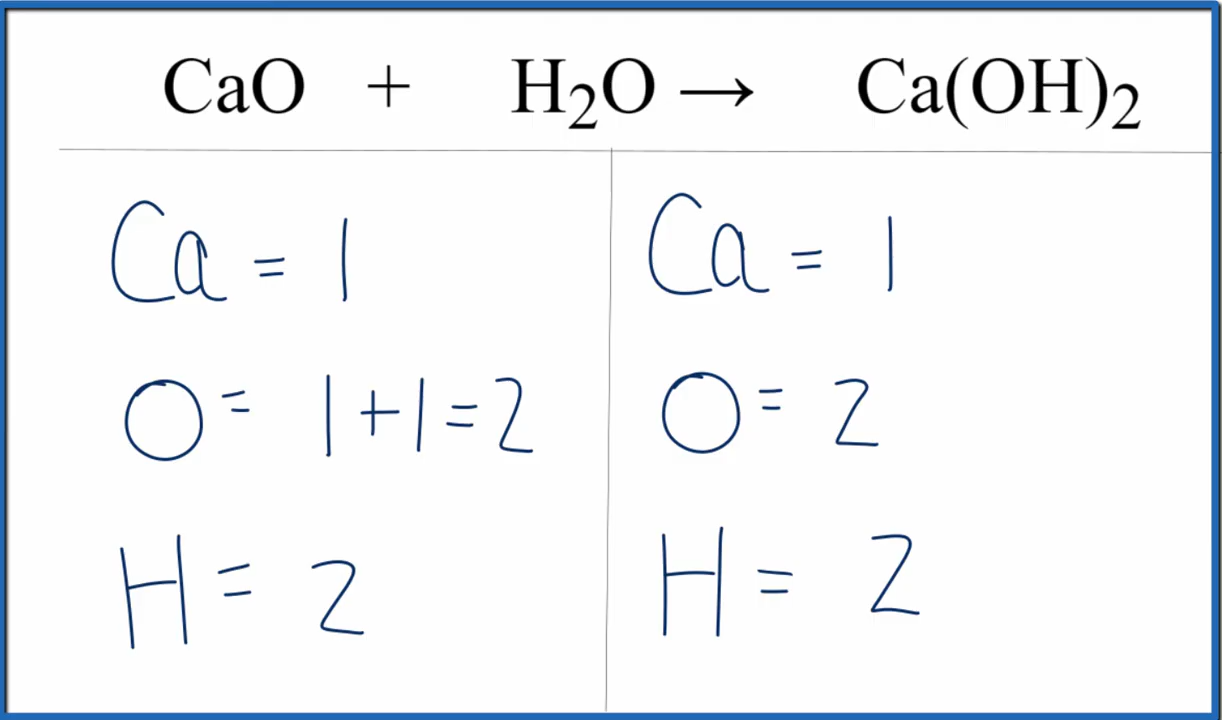 CaO + H₂O → Ca(OH)₂
Ca = 1
Ca = 1
O = 1+1=2
O = 2
H = 2
H = 2